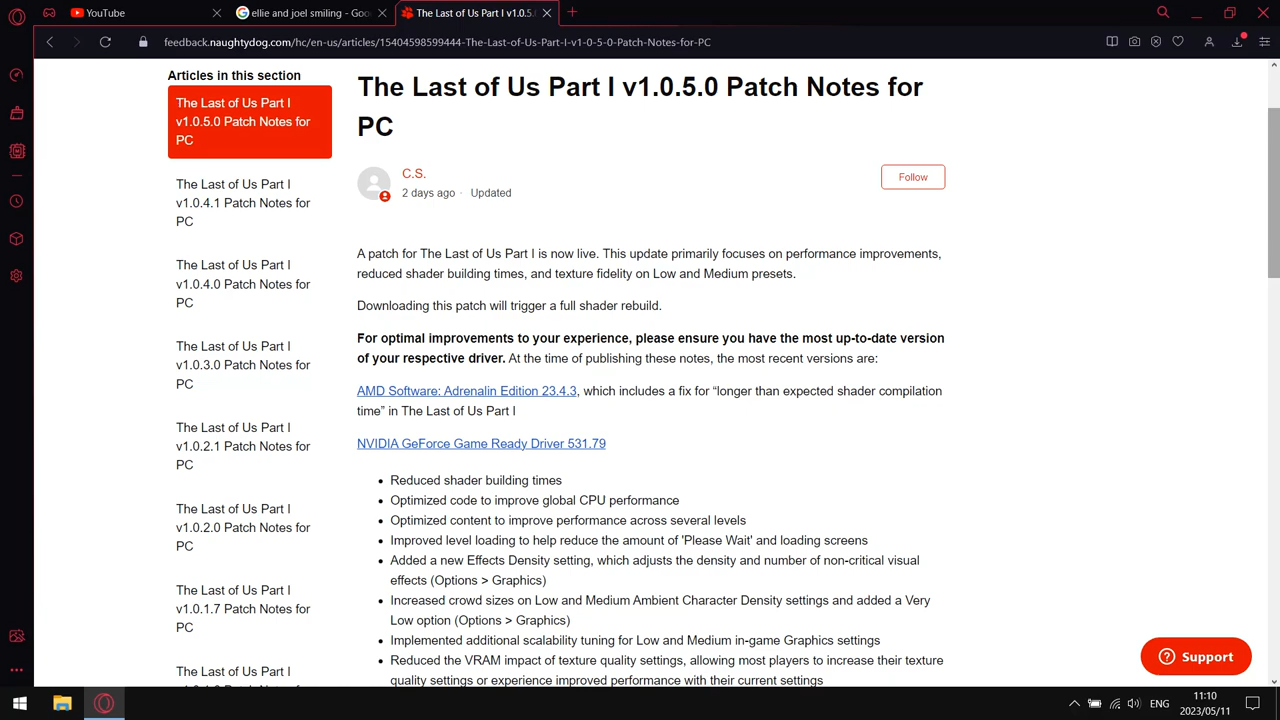 YouTube
ellie and joel smiling - Goo
The Last of Us Part I v1.0.5.
feedback.naughtydog.com/hc/en-us/articles/15404598599444-The-Last-of-Us-Part-I-v1-0-5-0-Patch-Notes-for-PC
Articles in this section
The Last of Us Part I
v1.0.5.0 Patch Notes for
PC
The Last of Us Part I
v1.0.4.1 Patch Notes for
PC
The Last of Us Part I
v1.0.4.0 Patch Notes for
PC
The Last of Us Part I
v1.0.3.0 Patch Notes for
PC
The Last of Us Part I
v1.0.2.1 Patch Notes for
PC
The Last of Us Part I
v1.0.2.0 Patch Notes for
PC
The Last of Us Part I
v1.0.1.7 Patch Notes for
PC
The Last of Us Part I
The Last of Us Part I v1.0.5.0 Patch Notes for
PC
C.S.
2 days ago · Updated
Follow
A patch for The Last of Us Part I is now live. This update primarily focuses on performance improvements,
reduced shader building times, and texture fidelity on Low and Medium presets.
Downloading this patch will trigger a full shader rebuild.
For optimal improvements to your experience, please ensure you have the most up-to-date version
of your respective driver. At the time of publishing these notes, the most recent versions are:
AMD Software: Adrenalin Edition 23.4.3, which includes a fix for “longer than expected shader compilation
time” in The Last of Us Part I
NVIDIA GeForce Game Ready Driver 531.79
• Reduced shader building times
• Optimized code to improve global CPU performance
• Optimized content to improve performance across several levels
• Improved level loading to help reduce the amount of 'Please Wait' and loading screens
• Added a new Effects Density setting, which adjusts the density and number of non-critical visual
effects (Options > Graphics)
• Increased crowd sizes on Low and Medium Ambient Character Density settings and added a Very
Low option (Options > Graphics)
• Implemented additional scalability tuning for Low and Medium in-game Graphics settings
• Reduced the VRAM impact of texture quality settings, allowing most players to increase their texture
quality settings or experience improved performance with their current settings
Support
ENG
11:10
2023/05/11